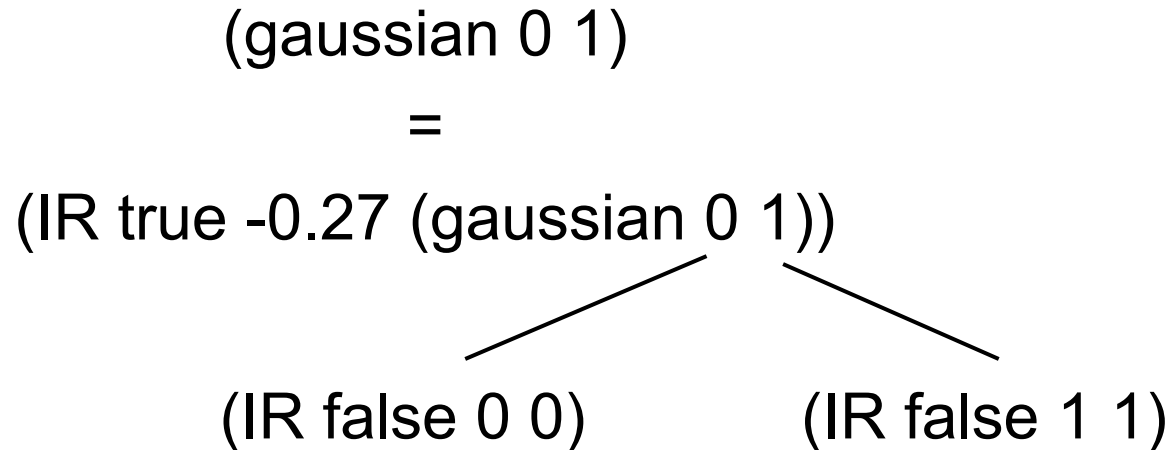 (gaussian 0 1)
=
(IR true -0.27 (gaussian 0 1))
(IR false 0 0) (IR false 1 1)